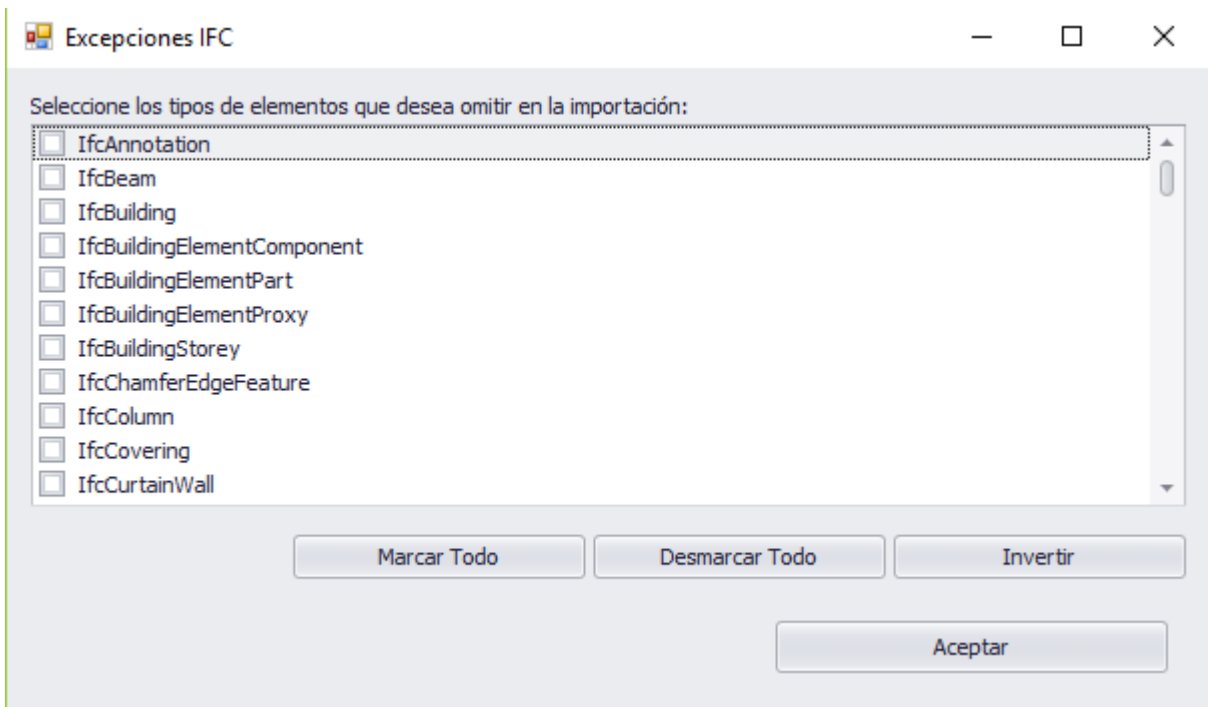 Excepciones IFC
Seleccione los tipos de elementos que desea omitir en la importación:
IfcAnnotation
IfcBeam
IfcBuilding
IfcBuildingElementComponent
IfcBuildingElementPart
IfcBuildingElementProxy
IfcBuildingStorey
IfcChamferEdgeFeature
IfcColumn
IfcCovering
IfcCurtainWall
Marcar Todo Desmarcar Todo Invertir
Aceptar